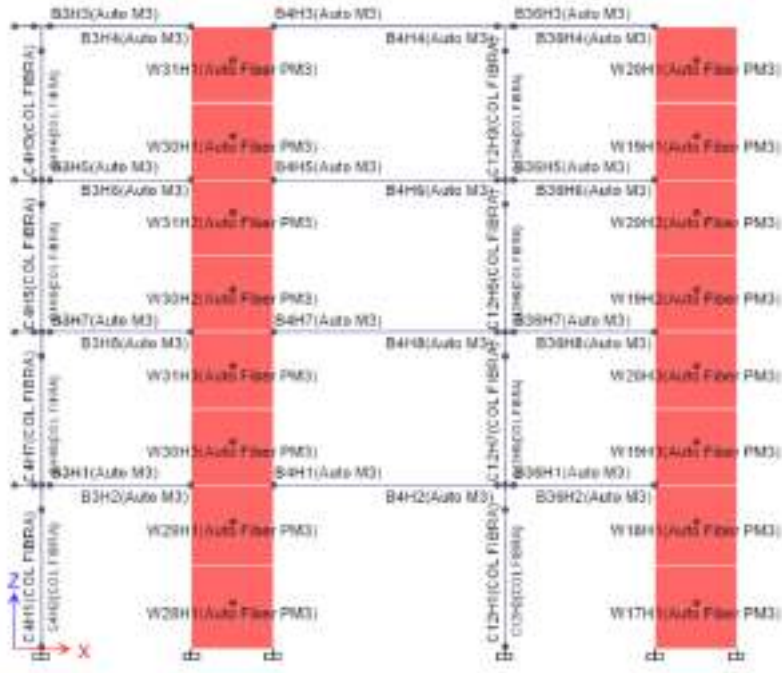 B3H3(Auto M3) B4H3(Auto M3) B36H3(Auto M3)
B3H4(Auto M3) B4H4(Auto M3) B36H4(Auto M3)
W31H1(Auto Fiber PM3) W20H1(Auto Fiber PM3)
C4H3(COL FIBRA) C12H3(COL FIBRA)
W30H1(Auto Fiber PM3) W19H1(Auto Fiber PM3)
B3H5(Auto M3) B4H5(Auto M3) B36H5(Auto M3)
B3H6(Auto M3) B4H6(Auto M3) B36H6(Auto M3)
W31H2(Auto Fiber PM3) W20H2(Auto Fiber PM3)
C4H5(COL FIBRA) C12H5(COL FIBRA)
W30H2(Auto Fiber PM3) W19H2(Auto Fiber PM3)
B3H7(Auto M3) B4H7(Auto M3) B36H7(Auto M3)
B3H8(Auto M3) B4H8(Auto M3) B36H8(Auto M3)
W31H3(Auto Fiber PM3) W20H3(Auto Fiber PM3)
C4H7(COL FIBRA) C12H7(COL FIBRA)
W30H3(Auto Fiber PM3) W19H3(Auto Fiber PM3)
B3H1(Auto M3) B4H1(Auto M3) B36H1(Auto M3)
B3H2(Auto M3) B4H2(Auto M3) B36H2(Auto M3)
W29H1(Auto Fiber PM3) W18H1(Auto Fiber PM3)
C4H1(COL FIBRA) C4H2(COL FIBRA) C12H1(COL FIBRA) C12H2(COL FIBRA)
W28H1(Auto Fiber PM3) W17H1(Auto Fiber PM3)
Z
X